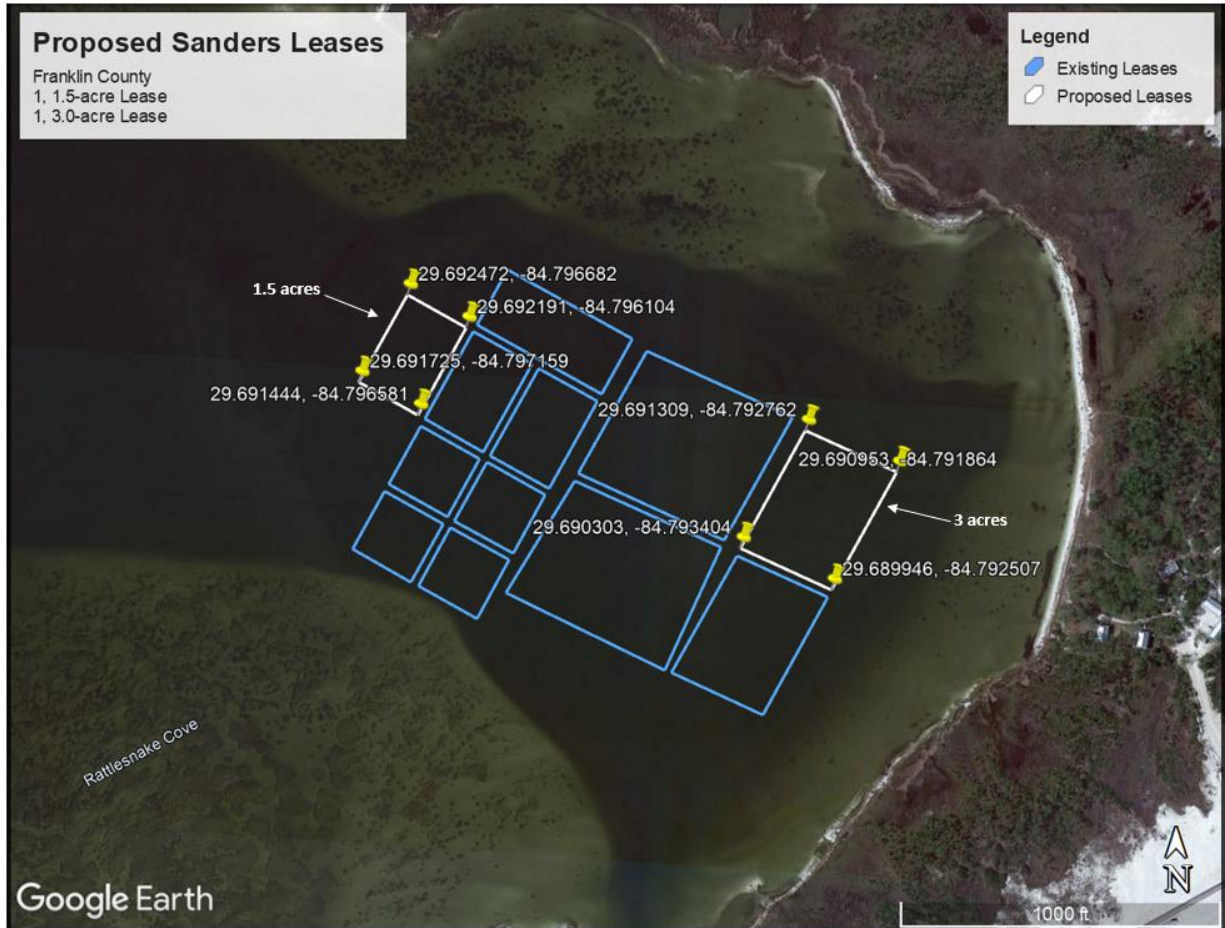 Proposed Sanders Leases
Franklin County
1, 1.5-acre Lease
1, 3.0-acre Lease
Legend
Existing Leases
Proposed Leases
1.5 acres
29.692472, -84.796682
29.692191, -84.796104
29.691725, -84.797159
29.691444, -84.796581
29.691309, -84.792762
29.690953, -84.791864
3 acres
29.690303, -84.793404
29.689946, -84.792507
Rattlesnake Cove
Google Earth
N
1000 ft